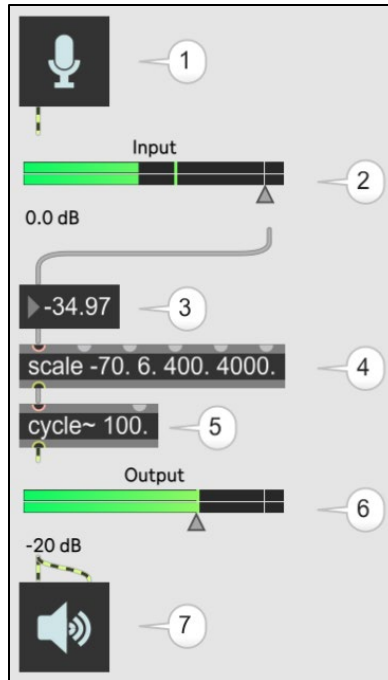 1
Input
2
0.0 dB
-34.97
3
scale -70. 6. 400. 4000.
4
cycle~ 100.
5
Output
6
-20 dB
7